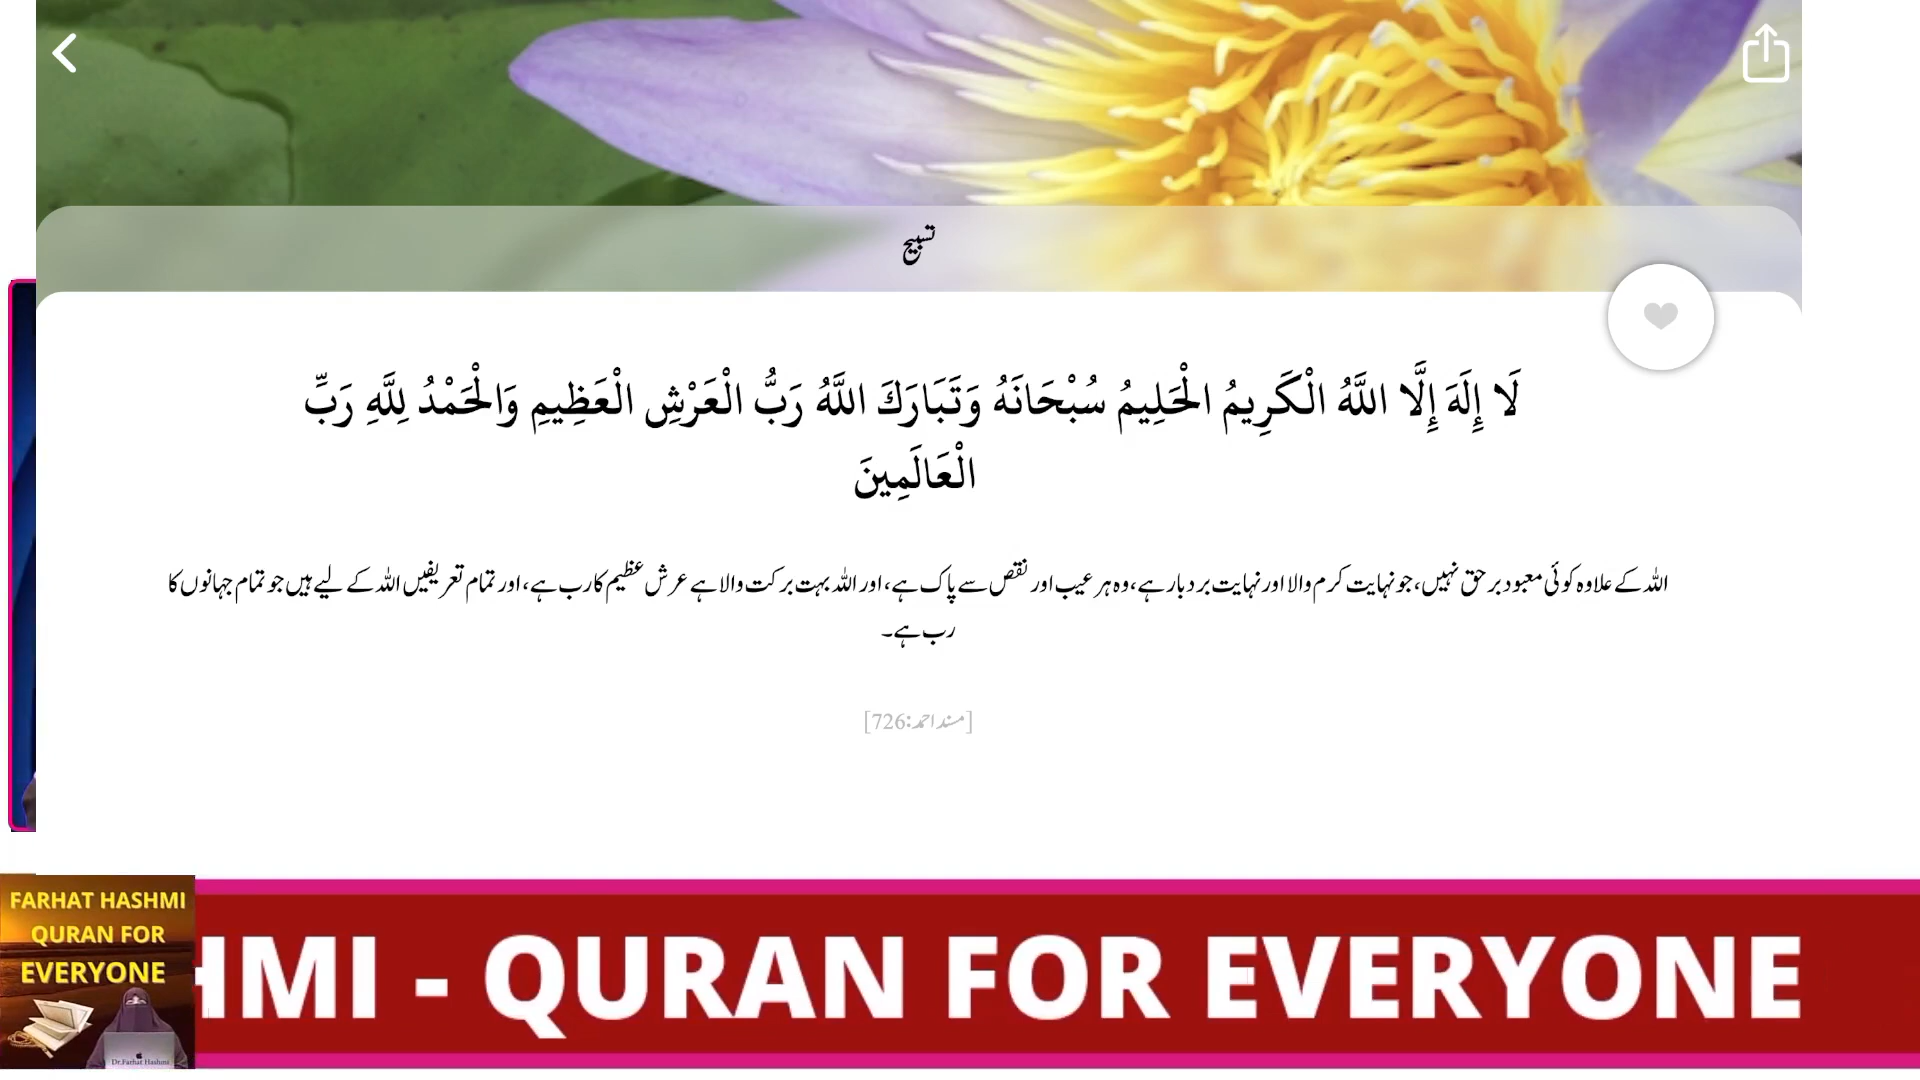 تسبیح
لَا إِلَهَ إِلَّا اللَّهُ الْكَرِيمُ الْحَلِيمُ سُبْحَانَهُ وَتَبَارَكَ اللَّهُ رَبُّ الْعَرْشِ الْعَظِيمِ وَالْحَمْدُ لِلَّهِ رَبِّ
الْعَالَمِينَ
اللہ کے علاوہ کوئی معبود برحق نہیں، جو نہایت کرم والا اور نہایت بردبار ہے، وہ ہر عیب اور نقص سے پاک ہے، اور اللہ بہت برکت والا ہے عرش عظیم کا رب ہے، اور تمام تعریفیں اللہ کے لیے ہیں جو تمام جہانوں کا
رب ہے۔
[مسند احمد:726]
FARHAT HASHMI
QURAN FOR
EVERYONE
Dr.Farhat Hashmi
HMI - QURAN FOR EVERYONE